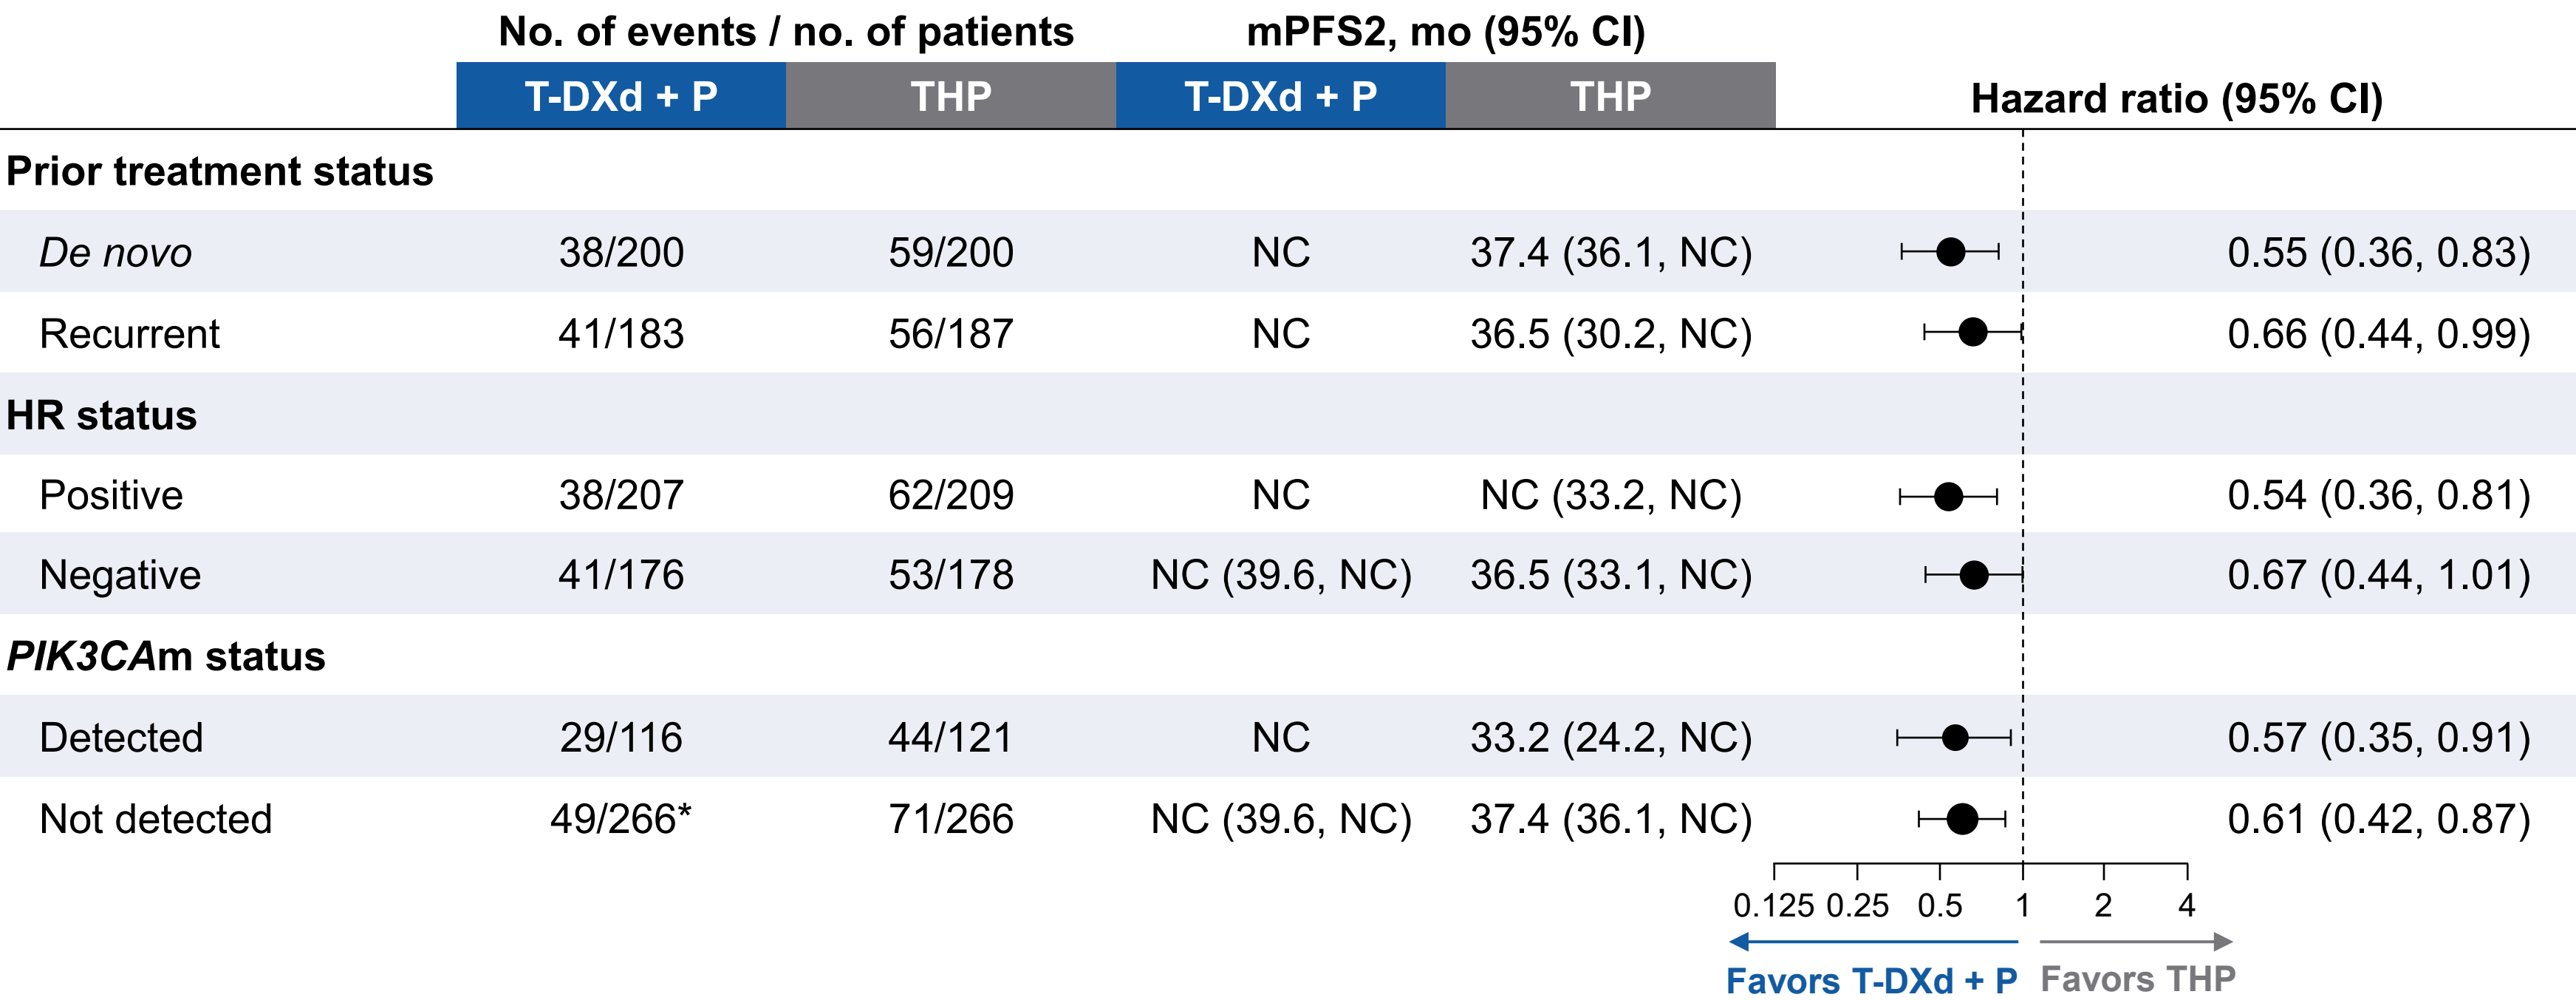 No. of events / no. of patients mPFS2, mo (95% CI)
T-DXd + P THP T-DXd + P THP Hazard ratio (95% CI)
Prior treatment status
De novo 38/200 59/200 NC 37.4 (36.1, NC) 0.55 (0.36, 0.83)
Recurrent 41/183 56/187 NC 36.5 (30.2, NC) 0.66 (0.44, 0.99)
HR status
Positive 38/207 62/209 NC NC (33.2, NC) 0.54 (0.36, 0.81)
Negative 41/176 53/178 NC (39.6, NC) 36.5 (33.1, NC) 0.67 (0.44, 1.01)
PIK3CAm status
Detected 29/116 44/121 NC 33.2 (24.2, NC) 0.57 (0.35, 0.91)
Not detected 49/266* 71/266 NC (39.6, NC) 37.4 (36.1, NC) 0.61 (0.42, 0.87)
0.125 0.25 0.5 1 2 4
Favors T-DXd + P Favors THP